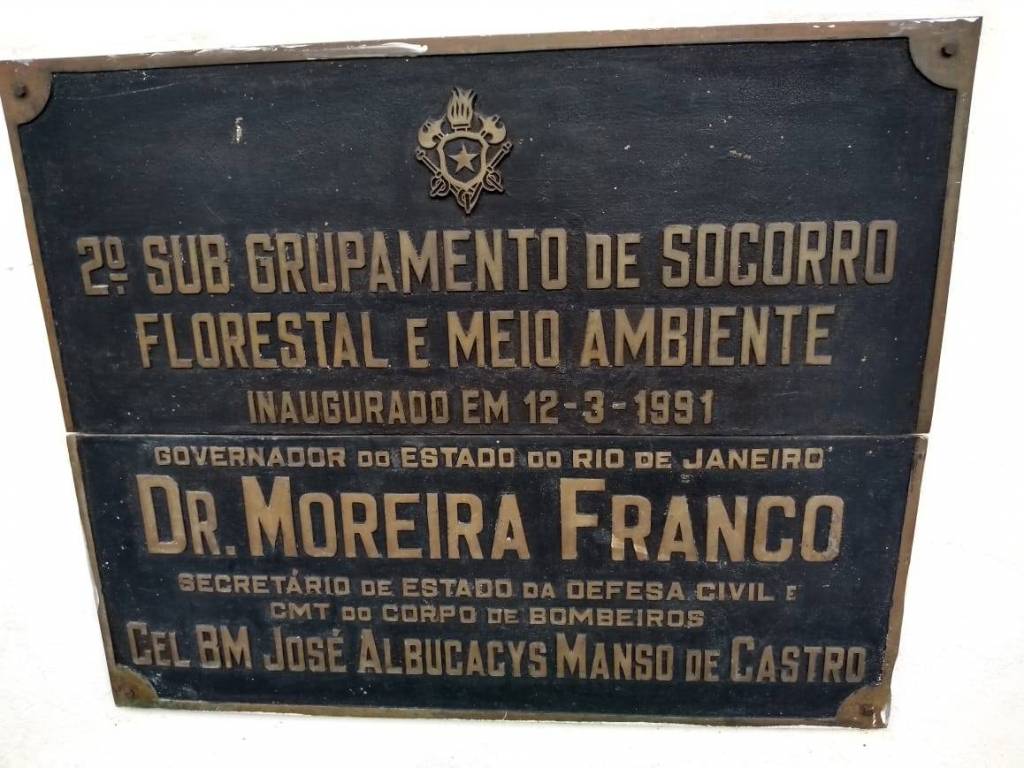 2º SUB GRUPAMENTO DE SOCORRO
FLORESTAL E MEIO AMBIENTE
INAUGURADO EM 12-3-1991
GOVERNADOR DO ESTADO DO RIO DE JANEIRO
DR. MOREIRA FRANCO
SECRETÁRIO DE ESTADO DA DEFESA CIVIL E
CMT DO CORPO DE BOMBEIROS
CEL BM JOSÉ ALBUCACYS MANSO DE CASTRO